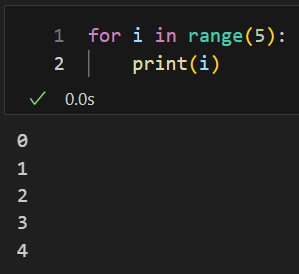 1 for i in range(5):
2     print(i)
0.0s
0
1
2
3
4